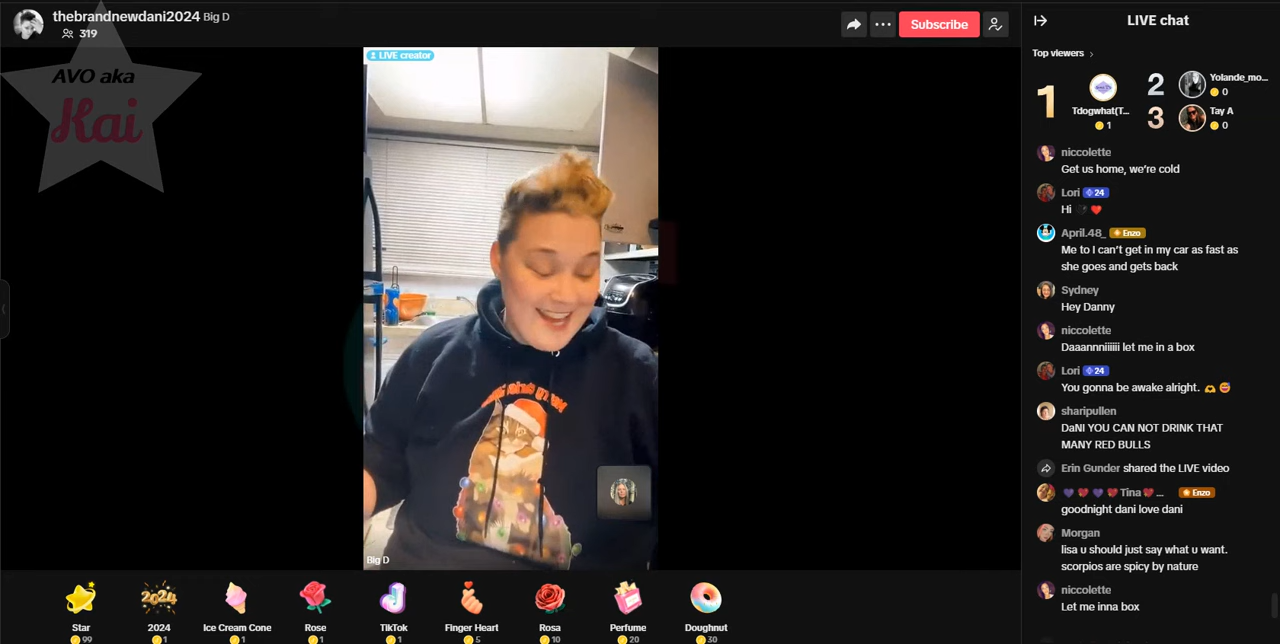 thebrandnewdani2024 Big D
319
Subscribe
AVO aka
Kai
LIVE creator
Big D
Star
99
2024
2024
1
Ice Cream Cone
1
Rose
1
TikTok
1
Finger Heart
5
Rosa
10
Perfume
20
Doughnut
30
LIVE chat
Top viewers
1
Tdogwhat(T...
1
2
Yolande_mo...
0
3
Tay A
0
niccolette
Get us home, we're cold
Lori 24
Hi 🖤 ❤️
April.48_ Enzo
Me to I can't get in my car as fast as
she goes and gets back
Sydney
Hey Danny
niccolette
Daaannniiiiii let me in a box
Lori 24
You gonna be awake alright. 🫶 😅
sharipullen
DaNI YOU CAN NOT DRINK THAT
MANY RED BULLS
Erin Gunder shared the LIVE video
💜 💖 💜 💖Tina💖... Enzo
goodnight dani love dani
Morgan
lisa u should just say what u want.
scorpios are spicy by nature
niccolette
Let me inna box